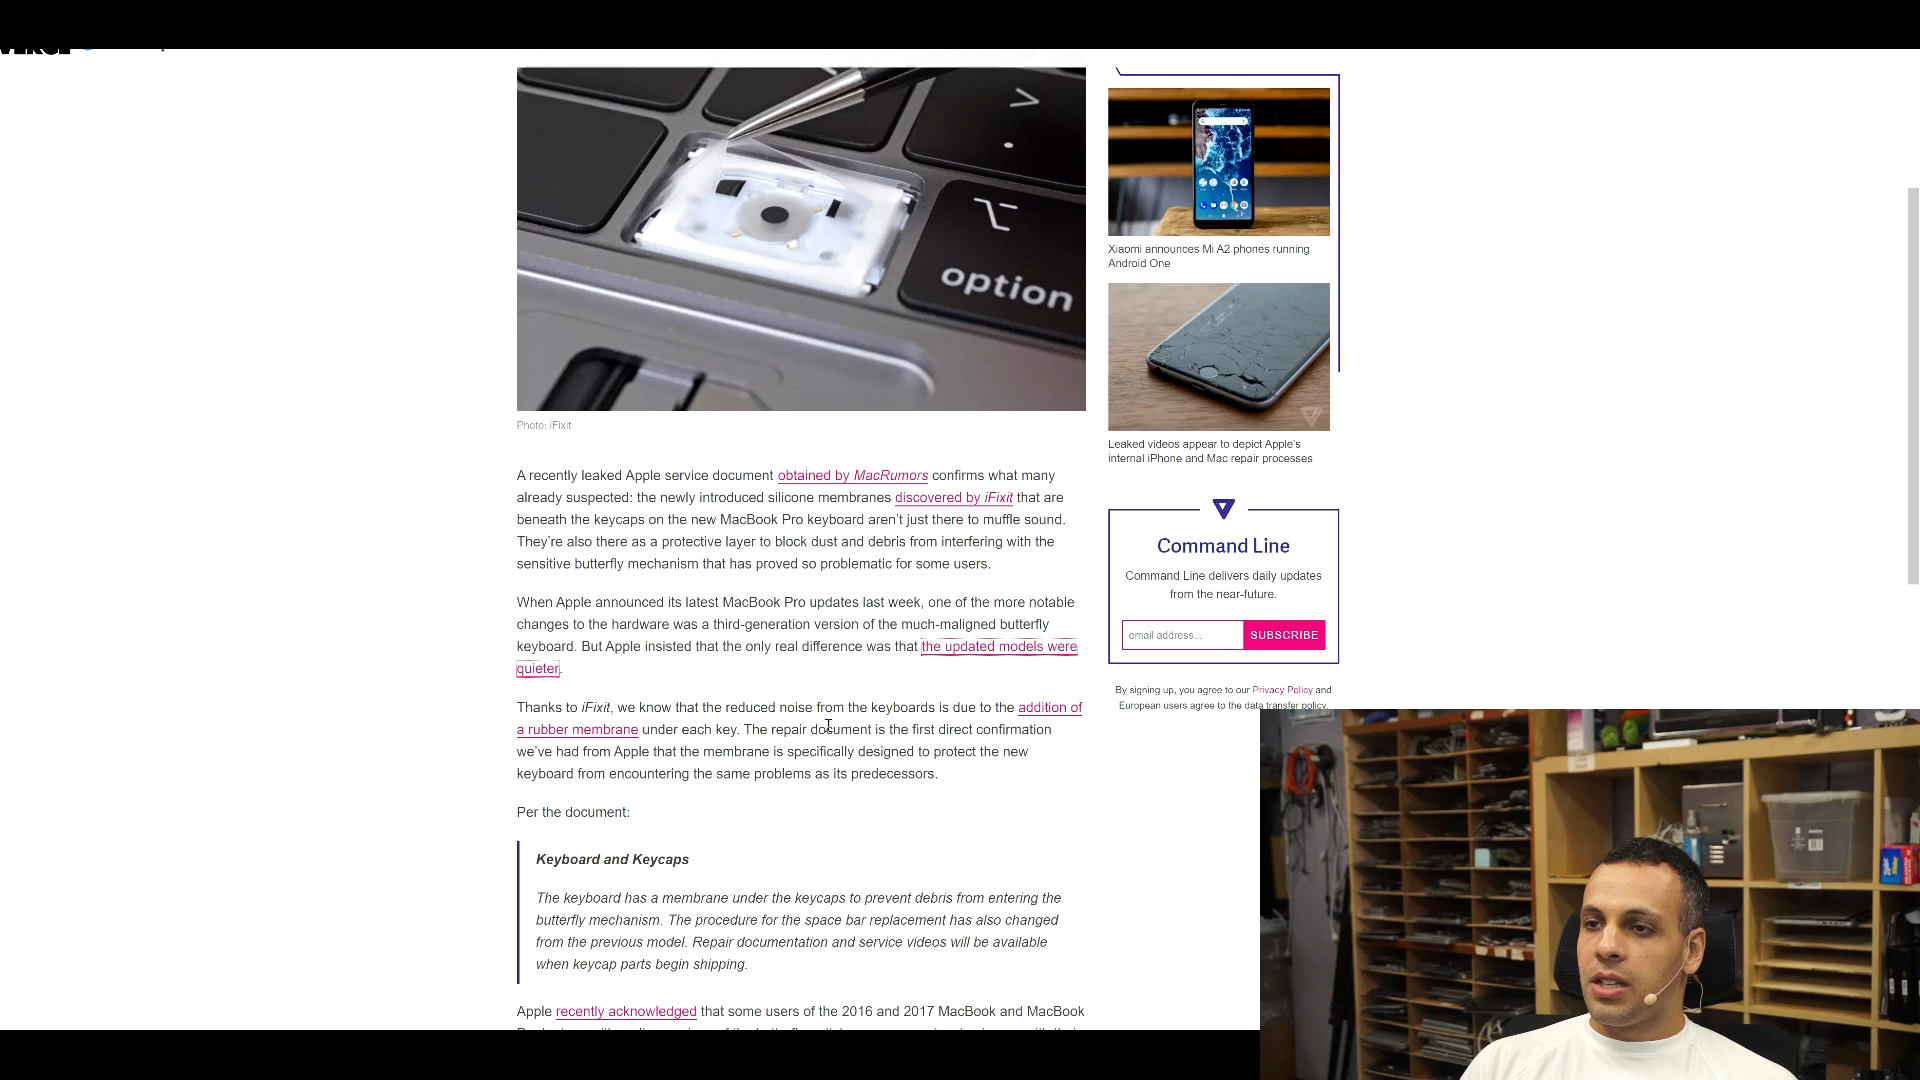 option
Photo: iFixit
A recently leaked Apple service document obtained by MacRumors confirms what many
already suspected: the newly introduced silicone membranes discovered by iFixit that are
beneath the keycaps on the new MacBook Pro keyboard aren’t just there to muffle sound.
They’re also there as a protective layer to block dust and debris from interfering with the
sensitive butterfly mechanism that has proved so problematic for some users.
When Apple announced its latest MacBook Pro updates last week, one of the more notable
changes to the hardware was a third-generation version of the much-maligned butterfly
keyboard. But Apple insisted that the only real difference was that the updated models were
quieter.
Thanks to iFixit, we know that the reduced noise from the keyboards is due to the addition of
a rubber membrane under each key. The repair document is the first direct confirmation
we’ve had from Apple that the membrane is specifically designed to protect the new
keyboard from encountering the same problems as its predecessors.
Per the document:
Keyboard and Keycaps
The keyboard has a membrane under the keycaps to prevent debris from entering the
butterfly mechanism. The procedure for the space bar replacement has also changed
from the previous model. Repair documentation and service videos will be available
when keycap parts begin shipping.
Apple recently acknowledged that some users of the 2016 and 2017 MacBook and MacBook
Xiaomi announces Mi A2 phones running
Android One
Leaked videos appear to depict Apple’s
internal iPhone and Mac repair processes
Command Line
Command Line delivers daily updates
from the near-future.
email address...
SUBSCRIBE
By signing up, you agree to our Privacy Policy and
European users agree to the data transfer policy.